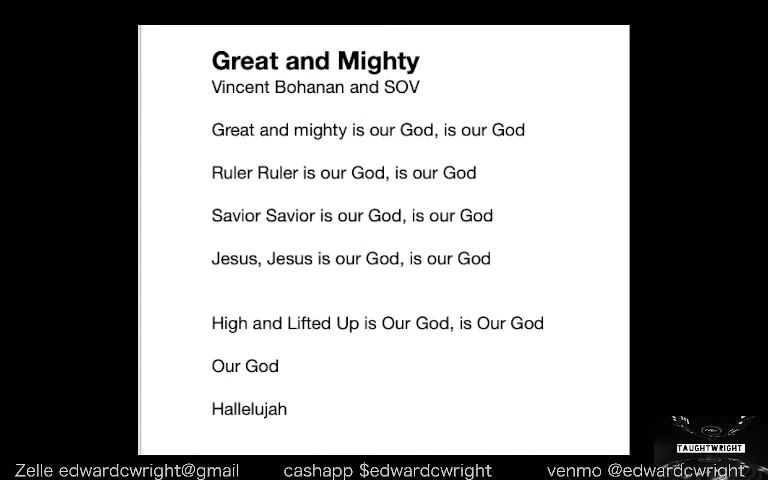 Great and Mighty
Vincent Bohanan and SOV
Great and mighty is our God, is our God
Ruler Ruler is our God, is our God
Savior Savior is our God, is our God
Jesus, Jesus is our God, is our God
High and Lifted Up is Our God, is Our God
Our God
Hallelujah
TAUGHTWRIGHT
Zelle edwardcwright@gmail cashapp $edwardcwright venmo @edwardcwright